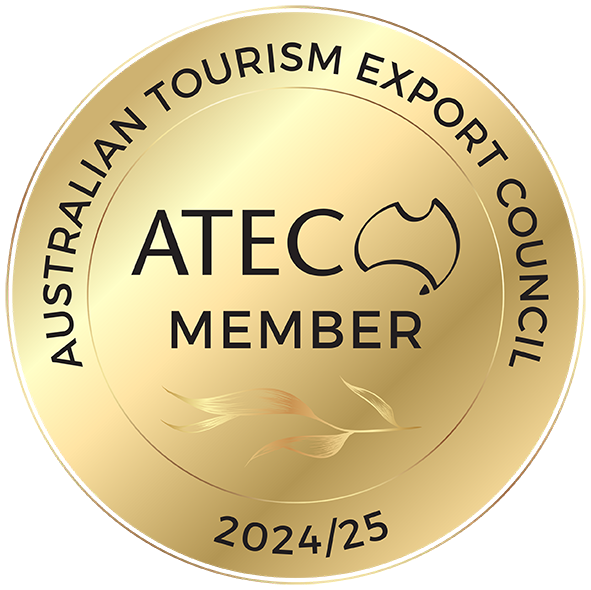 AUSTRALIAN TOURISM EXPORT COUNCIL
ATEC
MEMBER
2024/25